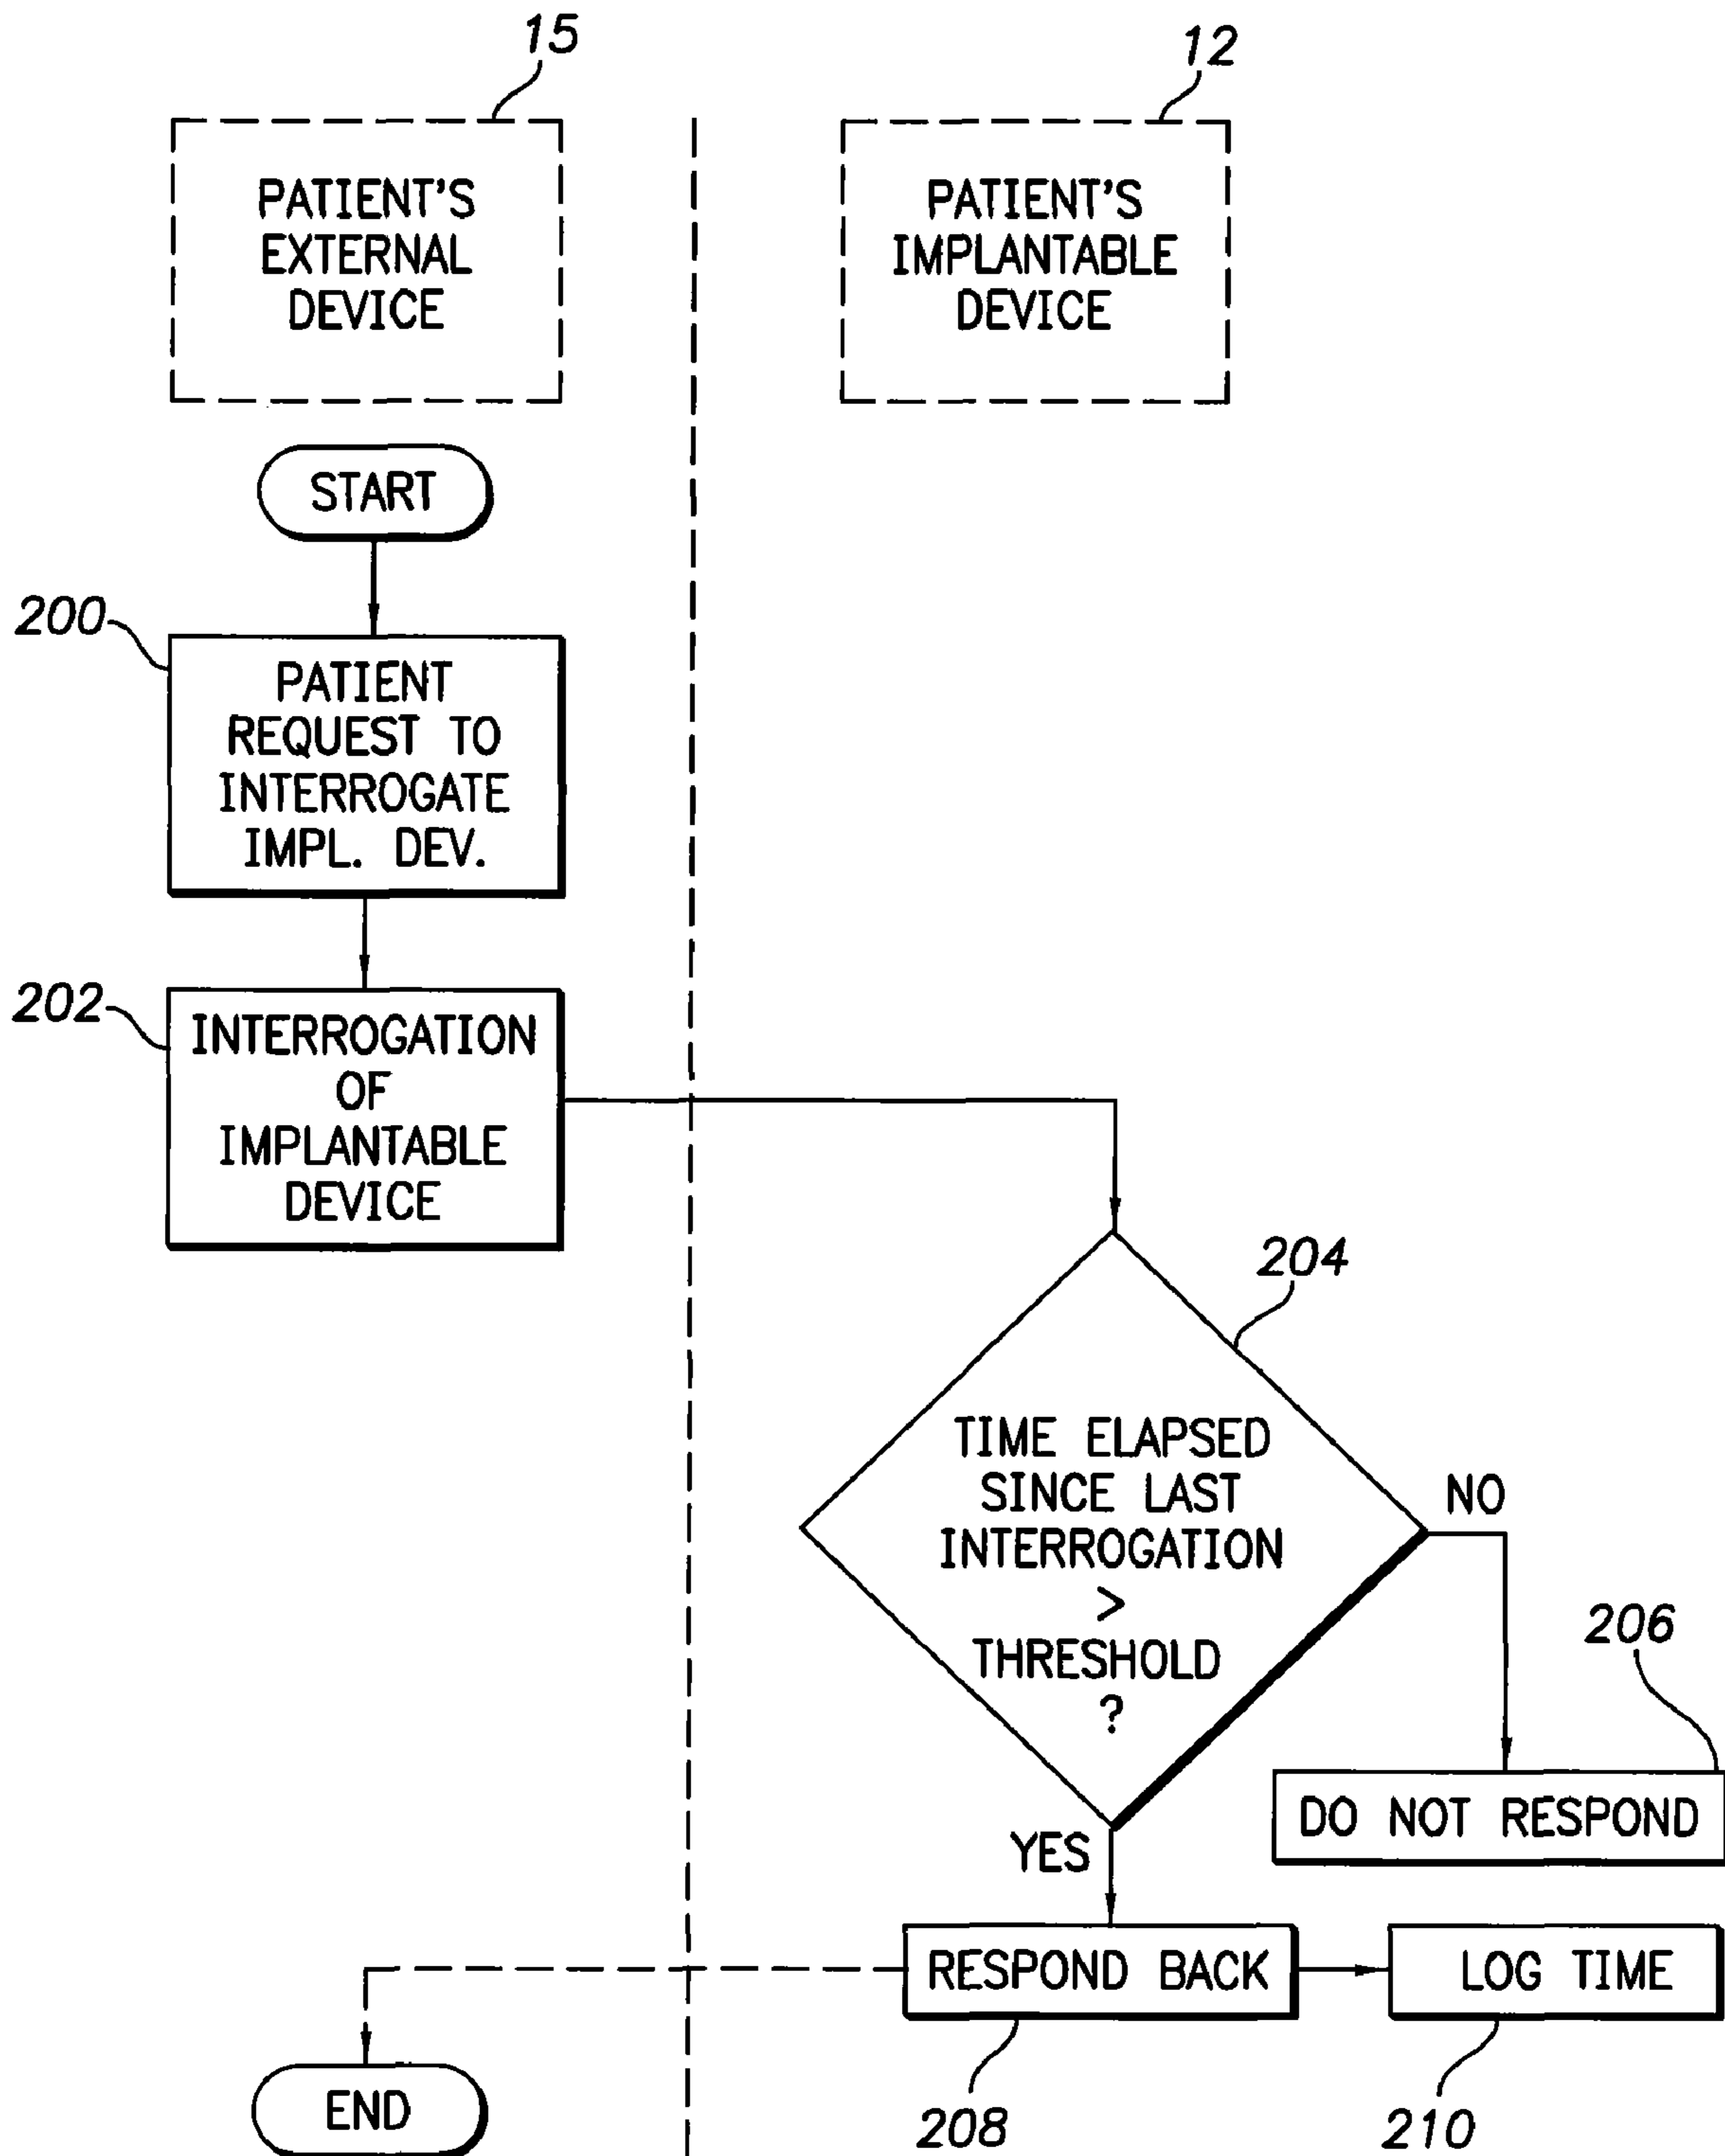 15
12
PATIENT'S
EXTERNAL
DEVICE
PATIENT'S
IMPLANTABLE
DEVICE
START
200
PATIENT
REQUEST TO
INTERROGATE
IMPL. DEV.
202
INTERROGATION
OF
IMPLANTABLE
DEVICE
204
TIME ELAPSED
SINCE LAST
INTERROGATION
>
THRESHOLD
?
NO
206
DO NOT RESPOND
YES
RESPOND BACK
LOG TIME
END
208
210